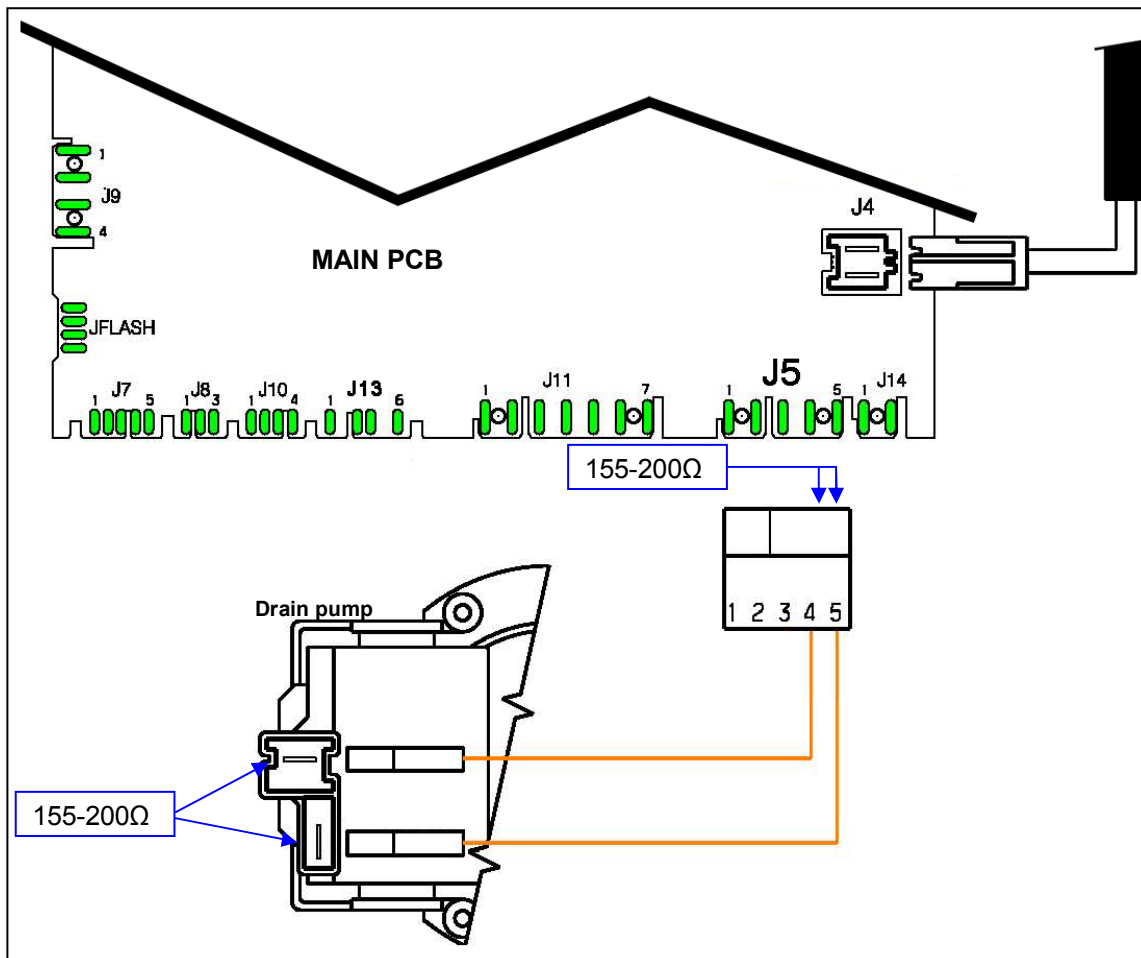 J4
1
J9
4
MAIN PCB
JFLASH
J7
J8
J10
J13
J11
J5
J14
1 5
1 3
1 4
1 6
1 7
1 5
1
155-200Ω
1 2 3 4 5
Drain pump
155-200Ω